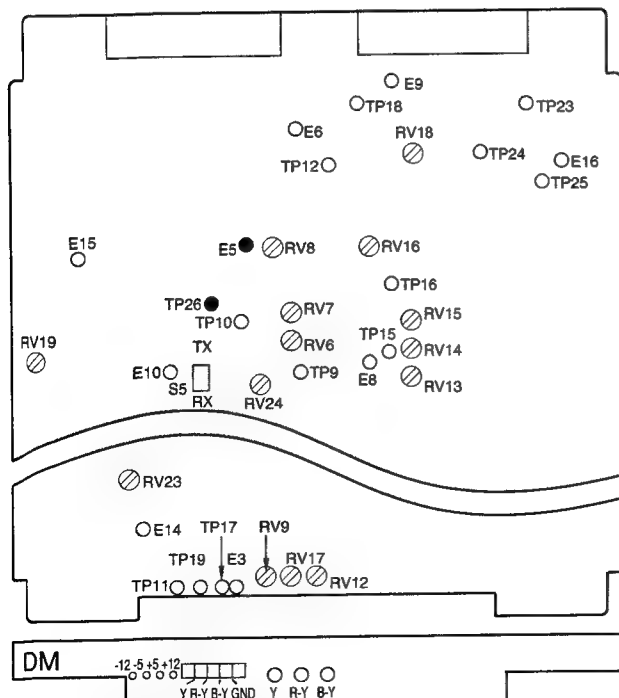 E9
TP18
TP23
E6
RV18
TP12
TP24
E16
TP25
E15
E5
RV8
RV16
TP16
TP26
RV7
RV15
TP10
TX
RV6
TP15
RV14
RV19
E10
S5
TP9
E8
RV13
RX
RV24
RV23
E14
TP17
RV9
TP19
E3
RV17
TP11
RV12
DM
-12 -5 +5 +12
Y R-Y B-Y GND
Y R-Y B-Y